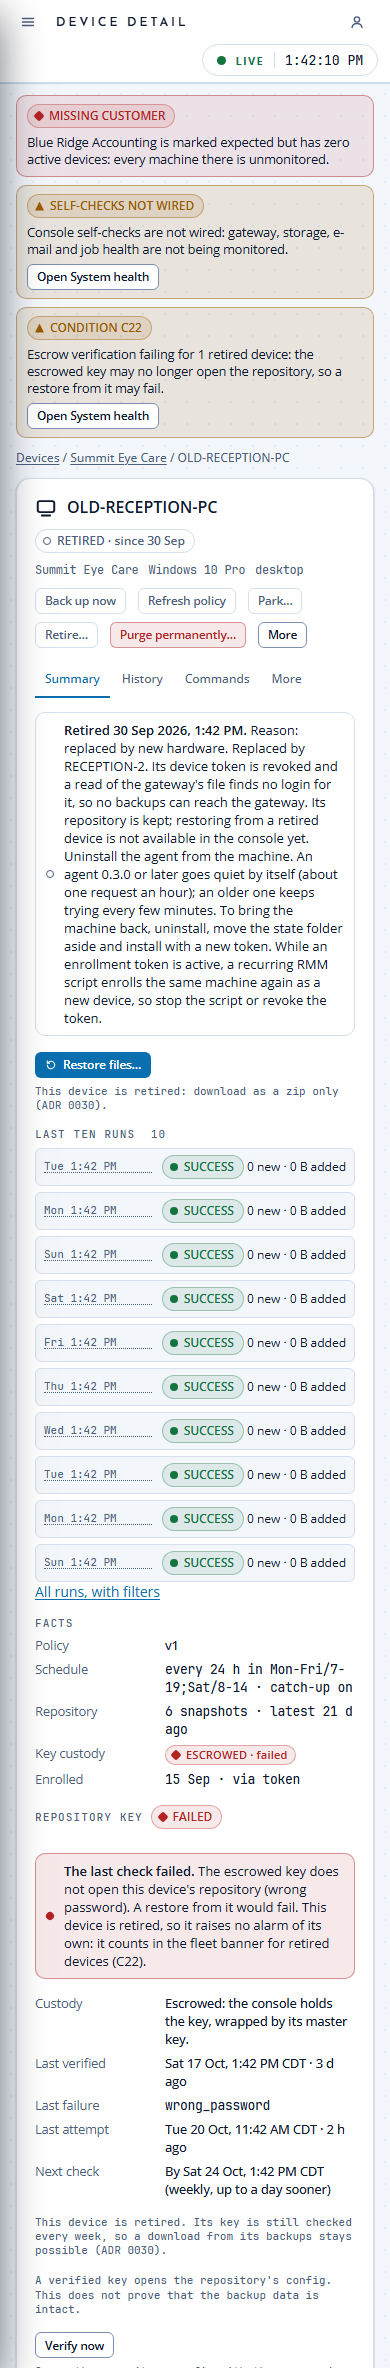 DEVICE DETAIL
LIVE 1:42:10 PM
MISSING CUSTOMER
Blue Ridge Accounting is marked expected but has zero
active devices: every machine there is unmonitored.
SELF-CHECKS NOT WIRED
Console self-checks are not wired: gateway, storage, e-
mail and job health are not being monitored.
Open System health
CONDITION C22
Escrow verification failing for 1 retired device: the
escrowed key may no longer open the repository, so a
restore from it may fail.
Open System health
Devices / Summit Eye Care / OLD-RECEPTION-PC
OLD-RECEPTION-PC
RETIRED · since 30 Sep
Summit Eye Care Windows 10 Pro desktop
Back up now Refresh policy Park...
Retire... Purge permanently... More
Summary History Commands More
Retired 30 Sep 2026, 1:42 PM. Reason:
replaced by new hardware. Replaced by
RECEPTION-2. Its device token is revoked and
a read of the gateway's file finds no login for
it, so no backups can reach the gateway. Its
repository is kept; restoring from a retired
device is not available in the console yet.
Uninstall the agent from the machine. An
agent 0.3.0 or later goes quiet by itself (about
one request an hour); an older one keeps
trying every few minutes. To bring the
machine back, uninstall, move the state folder
aside and install with a new token. While an
enrollment token is active, a recurring RMM
script enrolls the same machine again as a
new device, so stop the script or revoke the
token.
Restore files...
This device is retired: download as a zip only
(ADR 0030).
LAST TEN RUNS 10
Tue 1:42 PM SUCCESS 0 new · 0 B added
Mon 1:42 PM SUCCESS 0 new · 0 B added
Sun 1:42 PM SUCCESS 0 new · 0 B added
Sat 1:42 PM SUCCESS 0 new · 0 B added
Fri 1:42 PM SUCCESS 0 new · 0 B added
Thu 1:42 PM SUCCESS 0 new · 0 B added
Wed 1:42 PM SUCCESS 0 new · 0 B added
Tue 1:42 PM SUCCESS 0 new · 0 B added
Mon 1:42 PM SUCCESS 0 new · 0 B added
Sun 1:42 PM SUCCESS 0 new · 0 B added
All runs, with filters
FACTS
Policy v1
Schedule every 24 h in Mon-Fri/7-
19;Sat/8-14 · catch-up on
Repository 6 snapshots · latest 21 d
ago
Key custody ESCROWED · failed
Enrolled 15 Sep · via token
REPOSITORY KEY FAILED
The last check failed. The escrowed key does
not open this device's repository (wrong
password). A restore from it would fail. This
device is retired, so it raises no alarm of its
own: it counts in the fleet banner for retired
devices (C22).
Custody Escrowed: the console holds
the key, wrapped by its master
key.
Last verified Sat 17 Oct, 1:42 PM CDT · 3 d
ago
Last failure wrong_password
Last attempt Tue 20 Oct, 11:42 AM CDT · 2 h
ago
Next check By Sat 24 Oct, 1:42 PM CDT
(weekly, up to a day sooner)
This device is retired. Its key is still checked
every week, so a download from its backups stays
possible (ADR 0030).
A verified key opens the repository's config.
This does not prove that the backup data is
intact.
Verify now